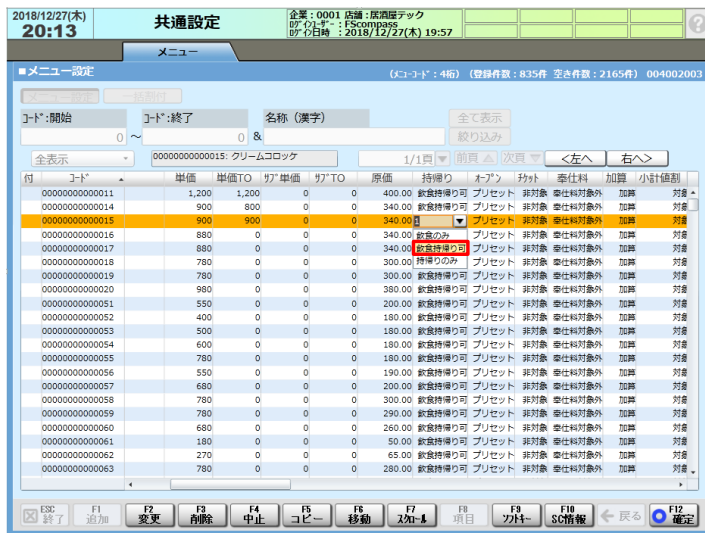 2018/12/27(木)
20:13
共通設定
企業：0001 店舗：居酒屋テック
ﾛｸﾞｲﾝﾕｰｻﾞｰ：FScompass
ﾛｸﾞｲﾝ日時 ：2018/12/27(木) 19:57
メニュー
■メニュー設定
(ﾒﾆｭｰｺｰﾄﾞ：4桁) (登録件数：835件 空き件数：2165件) 004002003
メニュー設定 一括割付
ｺｰﾄﾞ:開始 ｺｰﾄﾞ:終了 名称（漢字） 全て表示
0 ～ 0 & 絞り込み
全表示 00000000000015: クリームコロッケ 1/1頁▼ 前頁▲ 次頁▼ <左へ 右へ>
付 ｺｰﾄﾞ ▲ 単価 単価TO ｻﾌﾞ単価 ｻﾌﾞTO 原価 持帰り ｵｰﾌﾟﾝ ﾁｹｯﾄ 奉仕料 加算 小計値割
00000000000011 1,200 1,200 0 0 400.00 飲食持帰り可 プリセット 非対象 奉仕料対象外 加算 対象
00000000000014 900 800 0 0 340.00 飲食持帰り可 プリセット 非対象 奉仕料対象外 加算 対象
00000000000015 900 900 0 0 340.00 1 ▼ プリセット 非対象 奉仕料対象外 加算 対象
00000000000016 880 0 0 0 340.00 飲食のみ プリセット 非対象 奉仕料対象外 加算 対象
00000000000017 880 0 0 0 340.00 飲食持帰り可 プリセット 非対象 奉仕料対象外 加算 対象
00000000000018 780 0 0 0 300.00 持帰りのみ プリセット 非対象 奉仕料対象外 加算 対象
00000000000019 780 0 0 0 300.00 飲食持帰り可 プリセット 非対象 奉仕料対象外 加算 対象
00000000000020 980 0 0 0 380.00 飲食持帰り可 プリセット 非対象 奉仕料対象外 加算 対象
00000000000051 550 0 0 0 200.00 飲食持帰り可 プリセット 非対象 奉仕料対象外 加算 対象
00000000000052 400 0 0 0 180.00 飲食持帰り可 プリセット 非対象 奉仕料対象外 加算 対象
00000000000053 500 0 0 0 180.00 飲食持帰り可 プリセット 非対象 奉仕料対象外 加算 対象
00000000000054 600 0 0 0 180.00 飲食持帰り可 プリセット 非対象 奉仕料対象外 加算 対象
00000000000055 780 0 0 0 180.00 飲食持帰り可 プリセット 非対象 奉仕料対象外 加算 対象
00000000000056 550 0 0 0 190.00 飲食持帰り可 プリセット 非対象 奉仕料対象外 加算 対象
00000000000057 680 0 0 0 200.00 飲食持帰り可 プリセット 非対象 奉仕料対象外 加算 対象
00000000000058 780 0 0 0 300.00 飲食持帰り可 プリセット 非対象 奉仕料対象外 加算 対象
00000000000059 780 0 0 0 290.00 飲食持帰り可 プリセット 非対象 奉仕料対象外 加算 対象
00000000000060 680 0 0 0 260.00 飲食持帰り可 プリセット 非対象 奉仕料対象外 加算 対象
00000000000061 180 0 0 0 50.00 飲食持帰り可 プリセット 非対象 奉仕料対象外 加算 対象
00000000000062 270 0 0 0 65.00 飲食持帰り可 プリセット 非対象 奉仕料対象外 加算 対象
00000000000063 780 0 0 0 280.00 飲食持帰り可 プリセット 非対象 奉仕料対象外 加算 対象
ESC 終了 F1 追加 F2 変更 F3 削除 F4 中止 F5 コピー F6 移動 F7 ｽｸﾛｰﾙ F8 項目 F9 ｿﾌﾄｷｰ F10 SC情報 ← 戻る F12 確定